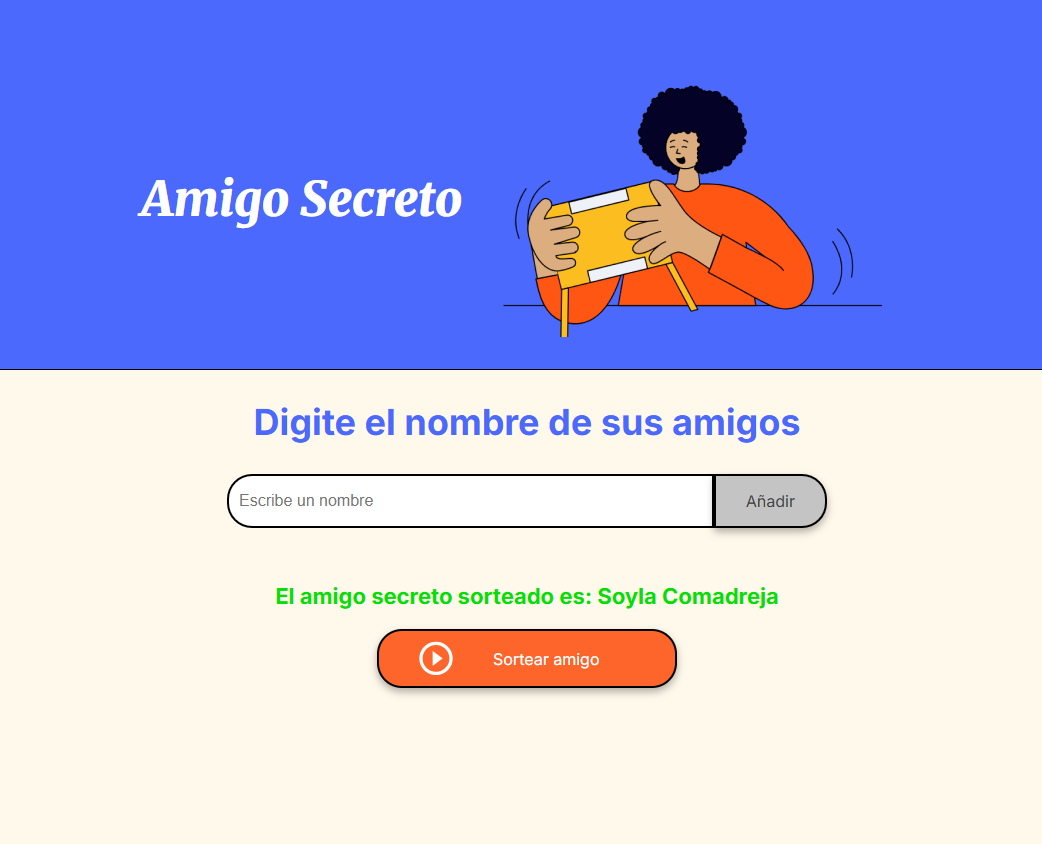 Amigo Secreto
Digite el nombre de sus amigos
Escribe un nombre
Añadir
El amigo secreto sorteado es: Soyla Comadreja
Sortear amigo